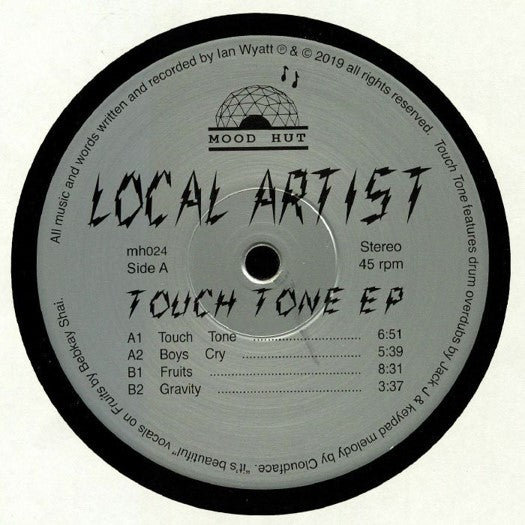 All music and words written and recorded by Ian Wyatt ℗ & © 2019 all rights reserved. Touch Tone features drum overdubs by Jack J & keypad melody by Cloudface. "it's beautiful" vocals on Fruits by Bebkay Shai.
MOOD HUT
LOCAL ARTIST
mh024
Side A
Stereo
45 rpm
TOUCH TONE EP
A1 Touch Tone ........................... 6:51
A2 Boys Cry ........................... 5:39
B1 Fruits ................................... 8:31
B2 Gravity ................................. 3:37